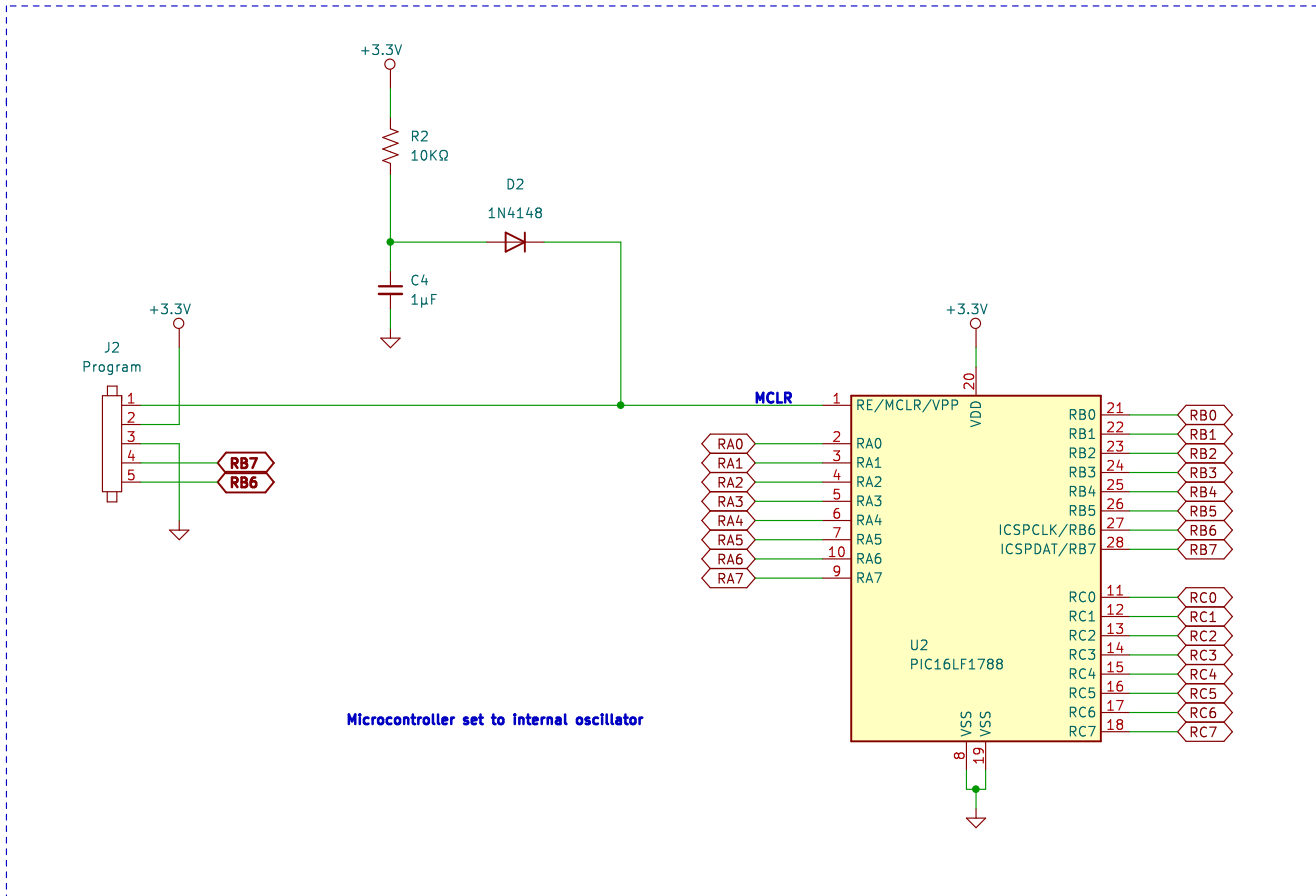 +3.3V
R2
10KΩ
D2
1N4148
C4
1µF
+3.3V
J2
Program
1
2
3
4
5
RB7
RB6
MCLR
+3.3V
20
VDD
1 RE/MCLR/VPP
RA0 2 RA0
RA1 3 RA1
RA2 4 RA2
RA3 5 RA3
RA4 6 RA4
RA5 7 RA5
RA6 10 RA6
RA7 9 RA7
RB0 21 RB0
RB1 22 RB1
RB2 23 RB2
RB3 24 RB3
RB4 25 RB4
RB5 26 RB5
ICSPCLK/RB6 27 RB6
ICSPDAT/RB7 28 RB7
RC0 11 RC0
RC1 12 RC1
RC2 13 RC2
RC3 14 RC3
RC4 15 RC4
RC5 16 RC5
RC6 17 RC6
RC7 18 RC7
U2
PIC16LF1788
VSS VSS
8 19
Microcontroller set to internal oscillator